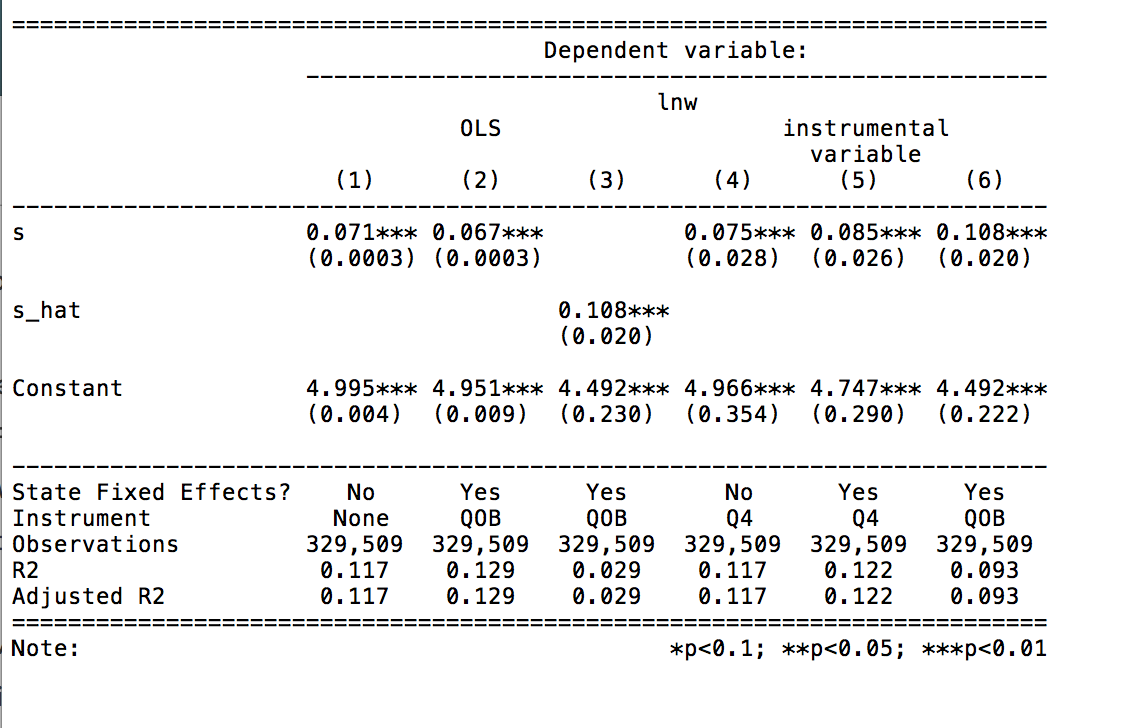 ===========================================================================
Dependent variable:
------------------------------------------------------
lnw
OLS instrumental
variable
(1) (2) (3) (4) (5) (6)
---------------------------------------------------------------------------
s 0.071*** 0.067*** 0.075*** 0.085*** 0.108***
(0.0003) (0.0003) (0.028) (0.026) (0.020)
s_hat 0.108***
(0.020)
Constant 4.995*** 4.951*** 4.492*** 4.966*** 4.747*** 4.492***
(0.004) (0.009) (0.230) (0.354) (0.290) (0.222)
---------------------------------------------------------------------------
State Fixed Effects? No Yes Yes No Yes Yes
Instrument None QOB QOB Q4 Q4 QOB
Observations 329,509 329,509 329,509 329,509 329,509 329,509
R2 0.117 0.129 0.029 0.117 0.122 0.093
Adjusted R2 0.117 0.129 0.029 0.117 0.122 0.093
===========================================================================
Note: *p<0.1; **p<0.05; ***p<0.01